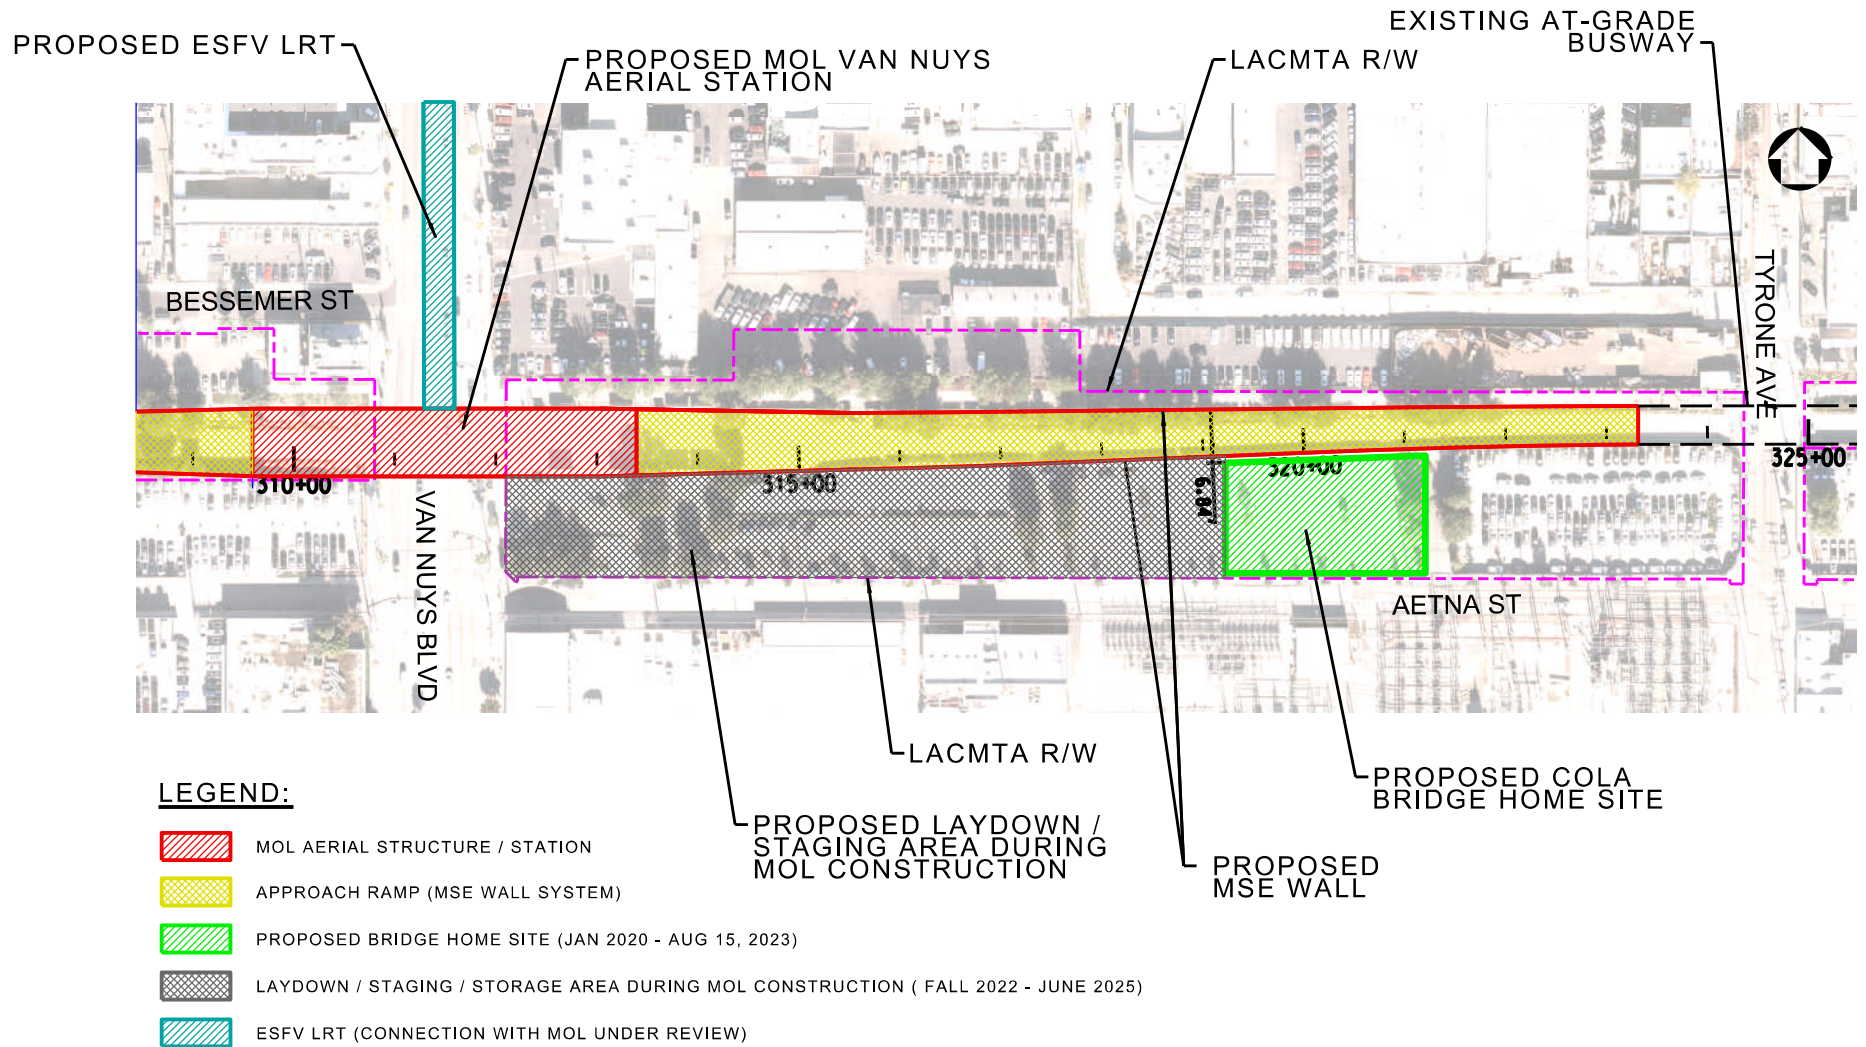 EXISTING AT-GRADE
BUSWAY
PROPOSED ESFV LRT
PROPOSED MOL VAN NUYS
AERIAL STATION
LACMTA R/W
BESSEMER ST
TYRONE AVE
310+00
315+00
320+00
325+00
6.84'
VAN NUYS BLVD
AETNA ST
LACMTA R/W
PROPOSED COLA
BRIDGE HOME SITE
PROPOSED LAYDOWN /
STAGING AREA DURING
MOL CONSTRUCTION
PROPOSED
MSE WALL
LEGEND:
MOL AERIAL STRUCTURE / STATION
APPROACH RAMP (MSE WALL SYSTEM)
PROPOSED BRIDGE HOME SITE (JAN 2020 - AUG 15, 2023)
LAYDOWN / STAGING / STORAGE AREA DURING MOL CONSTRUCTION ( FALL 2022 - JUNE 2025)
ESFV LRT (CONNECTION WITH MOL UNDER REVIEW)